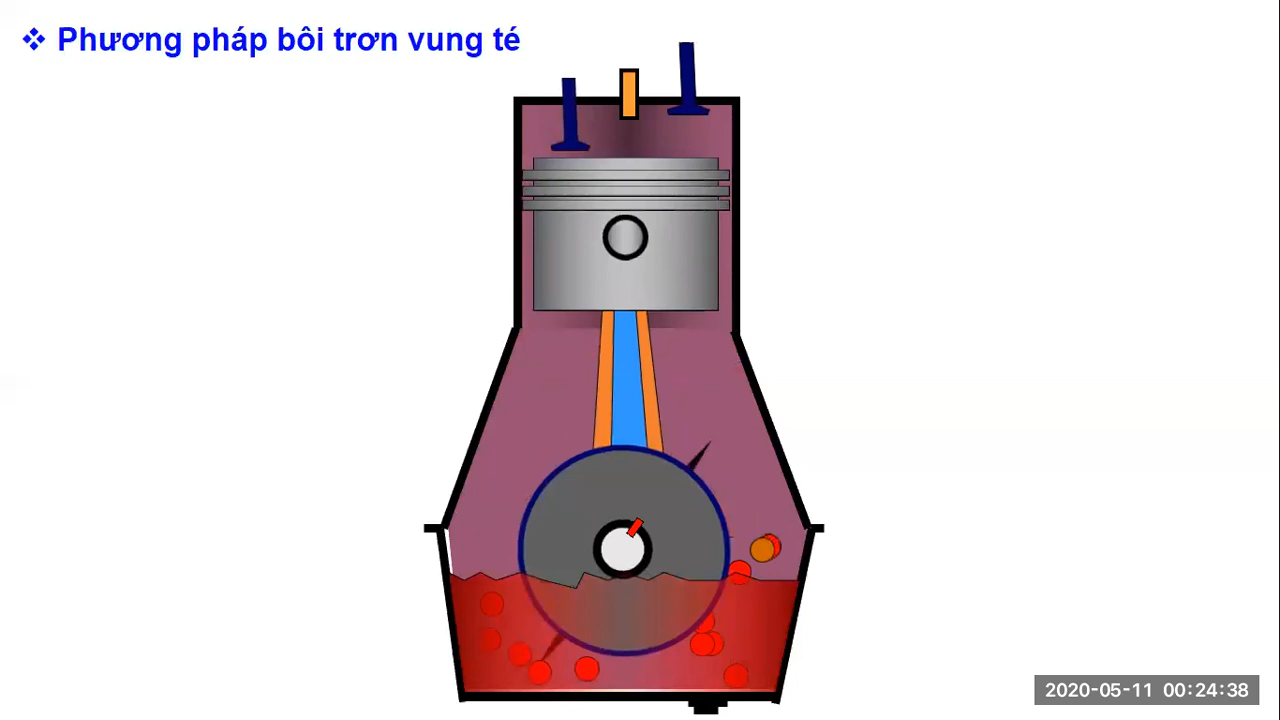 ❖ Phương pháp bôi trơn vung té
2020-05-11 00:24:38